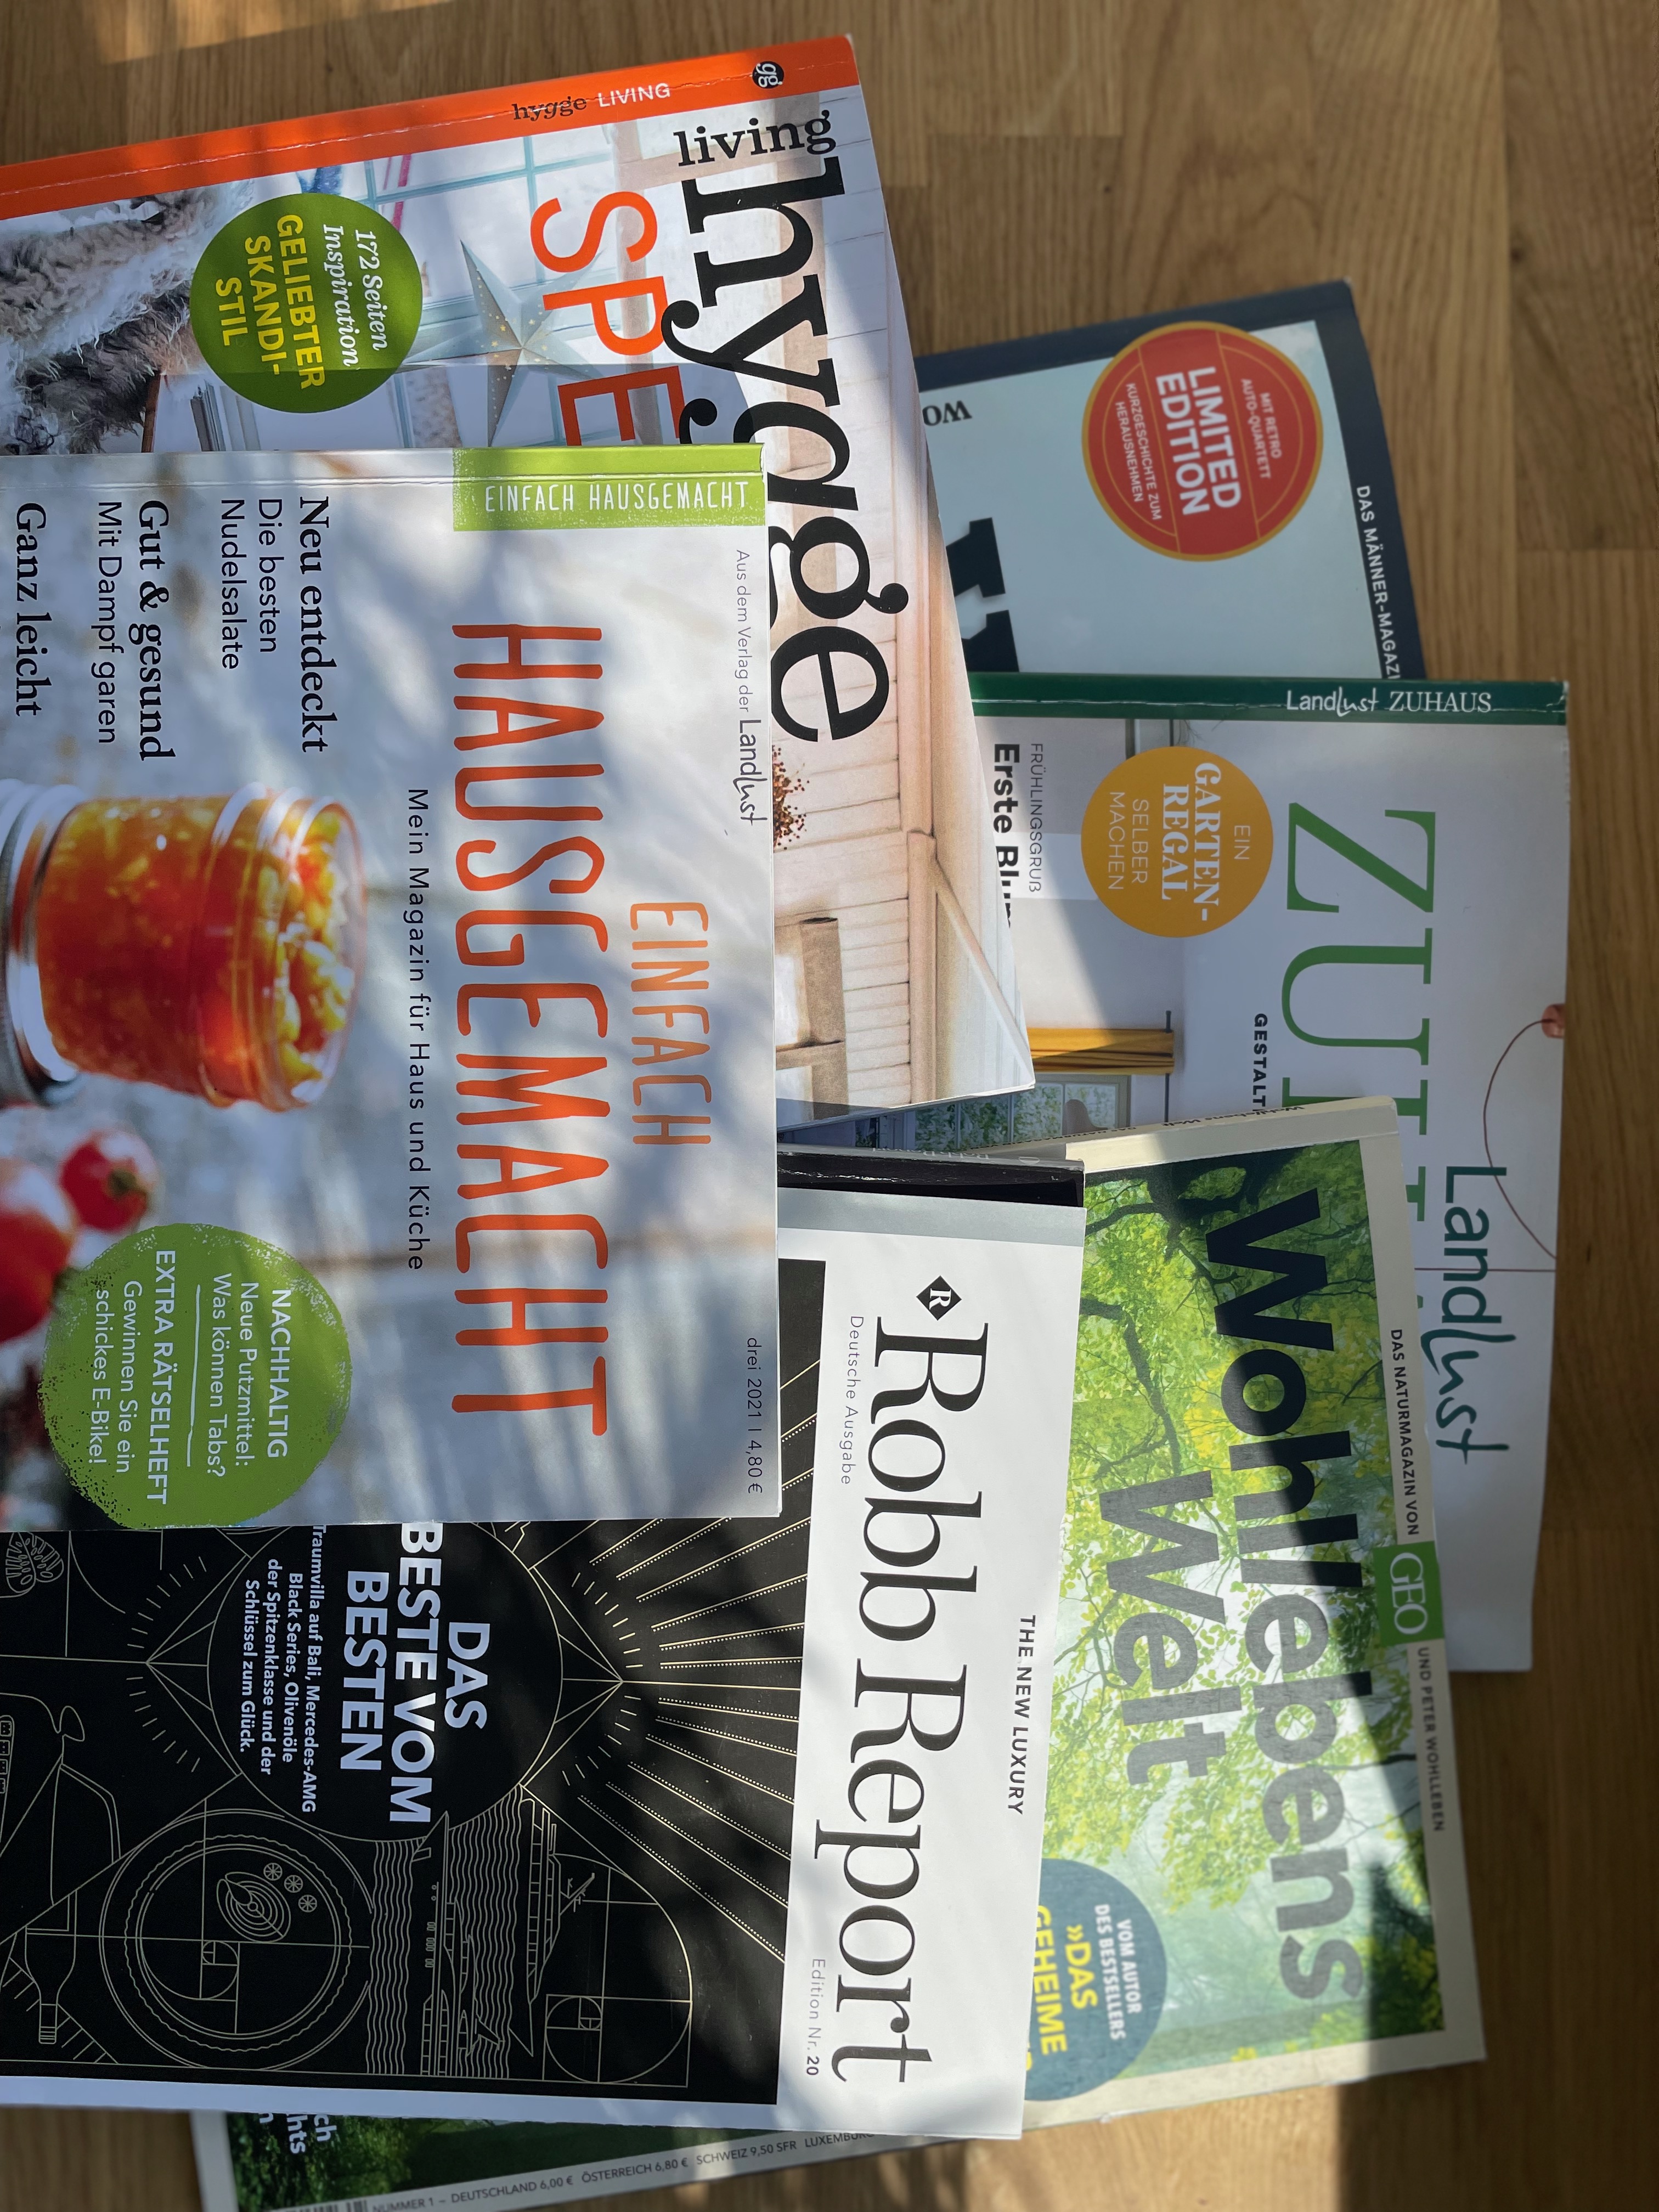 DAS MÄNNER-MAGAZI
MIT RETRO
AUTO-QUARTETT
LIMITED
EDITION
KURZGESCHICHTE ZUM
HERAUSNEHMEN
WO
W
Landlust ZUHAUS
Landlust
ZUHA
GESTALT
EIN
GARTEN-
REGAL
SELBER
MACHEN
FRÜHLINGSGRUß
Erste Blum
DAS NATURMAGAZIN VON GEO UND PETER WOHLLEBEN
Wohllebens
Welt
VOM AUTOR
DES BESTSELLERS
»DAS
GEHEIME
THE NEW LUXURY
R Robb Report
Deutsche Ausgabe
Edition Nr. 20
DAS
BESTE VOM
BESTEN
Traumvilla auf Bali, Mercedes-AMG
Black Series, Olivenöle
der Spitzenklasse und der
Schlüssel zum Glück.
UMMER 1 – DEUTSCHLAND 6,00 € ÖSTERREICH 6,80 € SCHWEIZ 9,50 SFR LUXEMBURG
ch
hts
n
gg
hygge LIVING
living
hygge
SPE
172 Seiten
Inspiration
GELIEBTER
SKANDI-
STIL
EINFACH HAUSGEMACHT
Aus dem Verlag der Landlust
drei 2021 | 4,80 €
EINFACH
HAUSGEMACHT
Mein Magazin für Haus und Küche
Neu entdeckt
Die besten
Nudelsalate
Gut & gesund
Mit Dampf garen
Ganz leicht
NACHHALTIG
Neue Putzmittel:
Was können Tabs?
EXTRA RÄTSELHEFT
Gewinnen Sie ein
schickes E-Bike!